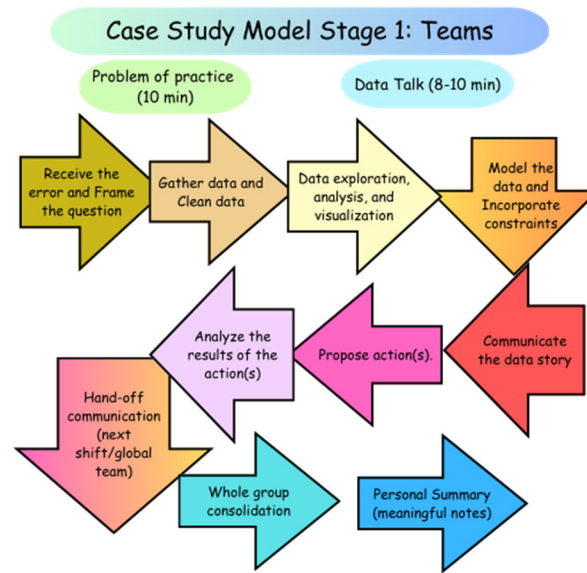 Case Study Model Stage 1: Teams
Problem of practice
(10 min)
Data Talk (8-10 min)
Receive the
error and Frame
the question
Gather data and
Clean data
Data exploration,
analysis, and
visualization
Model the
data and
Incorporate
constraints
Communicate
the data story
Propose action(s).
Analyze the
results of the
action(s)
Hand-off
communication
(next
shift/global
team)
Whole group
consolidation
Personal Summary
(meaningful notes)